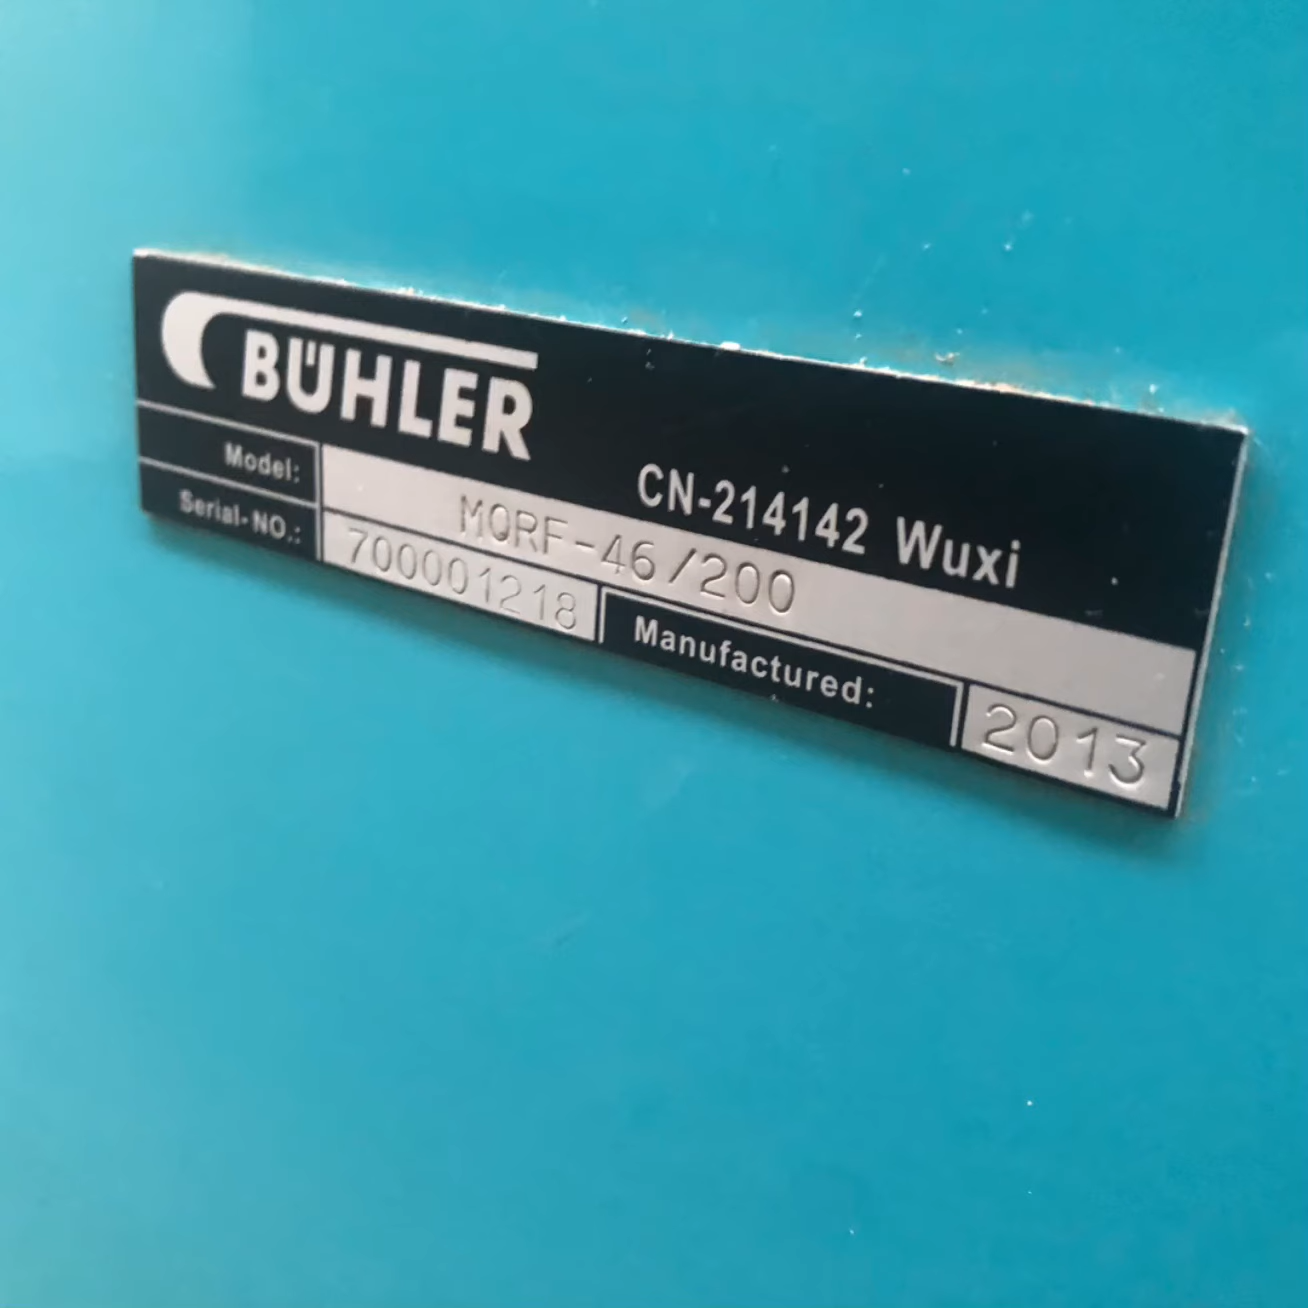 BÜHLER
CN-214142 Wuxi
Model: MQRF-46/200
Serial-NO.: 700001218 Manufactured: 2013